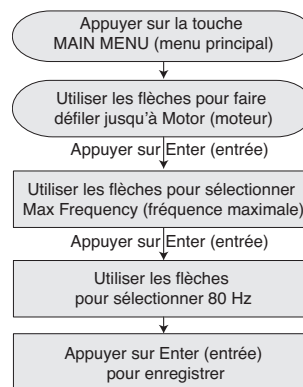 Appuyer sur la touche
MAIN MENU (menu principal)
Utiliser les flèches pour faire
défiler jusqu'à Motor (moteur)
Appuyer sur Enter (entrée)
Utiliser les flèches pour sélectionner
Max Frequency (fréquence maximale)
Appuyer sur Enter (entrée)
Utiliser les flèches
pour sélectionner 80 Hz
Appuyer sur Enter (entrée)
pour enregistrer